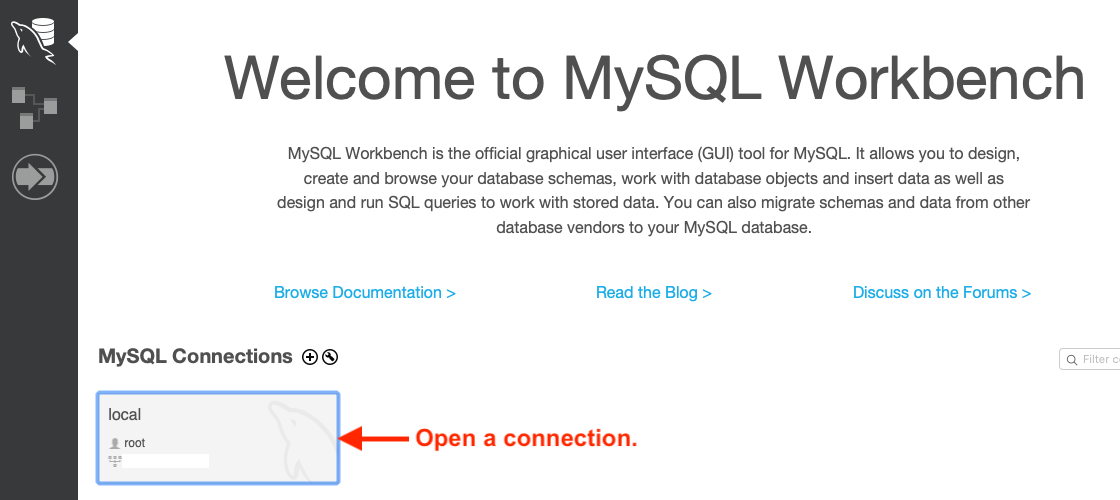 Welcome to MySQL Workbench
MySQL Workbench is the official graphical user interface (GUI) tool for MySQL. It allows you to design,
create and browse your database schemas, work with database objects and insert data as well as
design and run SQL queries to work with stored data. You can also migrate schemas and data from other
database vendors to your MySQL database.
Browse Documentation >
Read the Blog >
Discuss on the Forums >
MySQL Connections
Filter c
local
root
Open a connection.